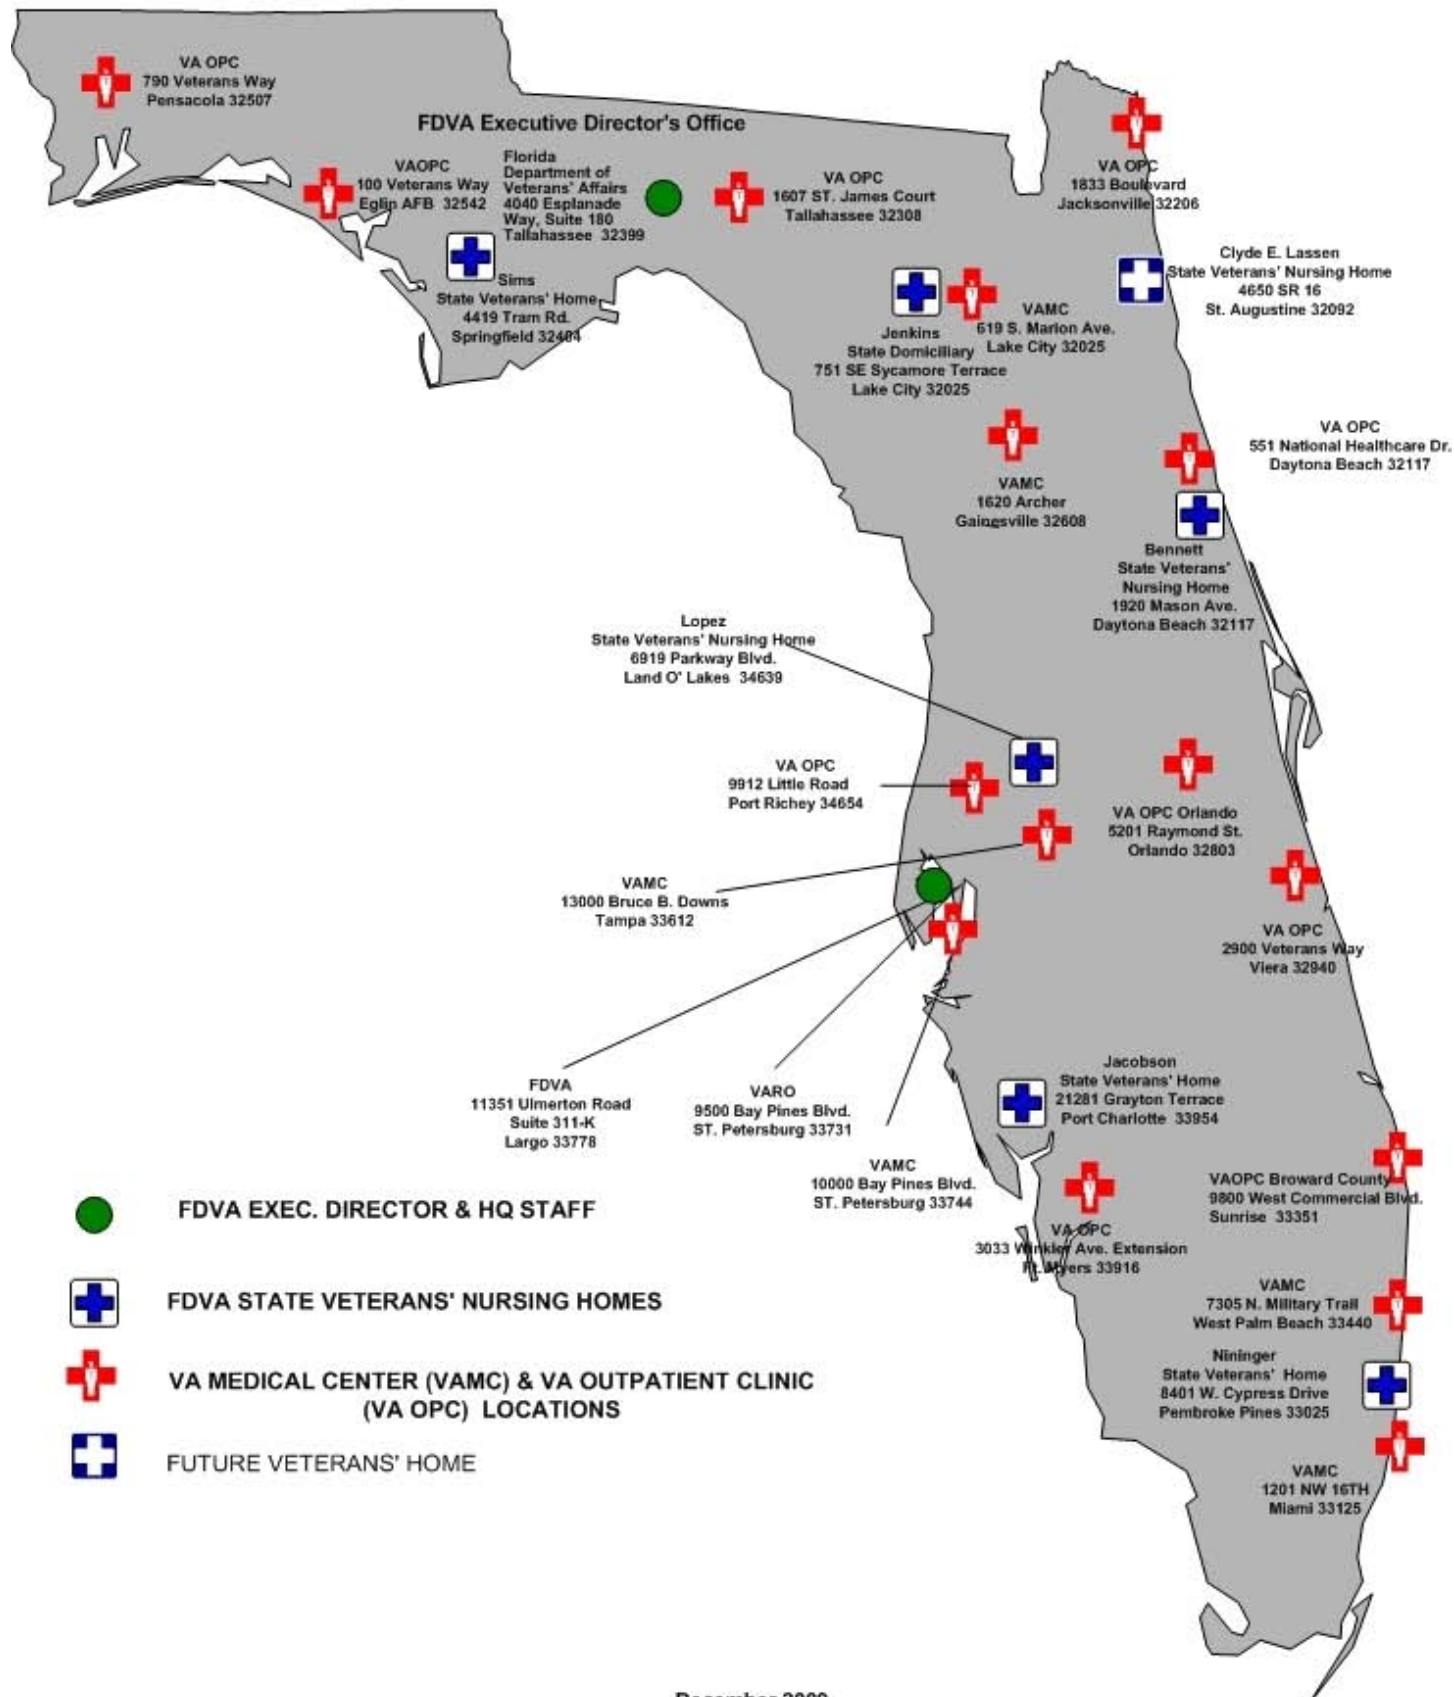 VA OPC
790 Veterans Way
Pensacola 32507
FDVA Executive Director's Office
VAOPC
100 Veterans Way
Eglin AFB 32542
Florida
Department of
Veterans' Affairs
4040 Esplanade
Way, Suite 180
Tallahassee 32399
VA OPC
1607 ST. James Court
Tallahassee 32308
VA OPC
1833 Boulevard
Jacksonville 32206
Sims
State Veterans' Home
4419 Tram Rd.
Springfield 32404
Clyde E. Lassen
State Veterans' Nursing Home
4650 SR 16
St. Augustine 32092
Jenkins
State Domiciliary
751 SE Sycamore Terrace
Lake City 32025
VAMC
619 S. Marion Ave.
Lake City 32025
VAMC
1620 Archer
Gainesville 32608
VA OPC
551 National Healthcare Dr.
Daytona Beach 32117
Bennett
State Veterans'
Nursing Home
1920 Mason Ave.
Daytona Beach 32117
Lopez
State Veterans' Nursing Home
6919 Parkway Blvd.
Land O' Lakes 34639
VA OPC
9912 Little Road
Port Richey 34654
VA OPC Orlando
5201 Raymond St.
Orlando 32803
VAMC
13000 Bruce B. Downs
Tampa 33612
VA OPC
2900 Veterans Way
Viera 32940
FDVA
11351 Ulmerton Road
Suite 311-K
Largo 33778
VARO
9500 Bay Pines Blvd.
ST. Petersburg 33731
VAMC
10000 Bay Pines Blvd.
ST. Petersburg 33744
Jacobson
State Veterans' Home
21281 Grayton Terrace
Port Charlotte 33954
VAOPC Broward County
9800 West Commercial Blvd.
Sunrise 33351
VA OPC
3033 Winkler Ave. Extension
Ft. Myers 33916
VAMC
7305 N. Military Trail
West Palm Beach 33440
Nininger
State Veterans' Home
8401 W. Cypress Drive
Pembroke Pines 33025
VAMC
1201 NW 16TH
Miami 33125
FDVA EXEC. DIRECTOR & HQ STAFF
FDVA STATE VETERANS' NURSING HOMES
VA MEDICAL CENTER (VAMC) & VA OUTPATIENT CLINIC
(VA OPC) LOCATIONS
FUTURE VETERANS' HOME
December 2009